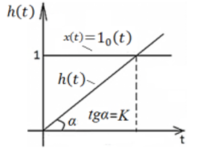 h(t)
x(t)=1₀(t)
1
h(t)
α
tgα=K
t